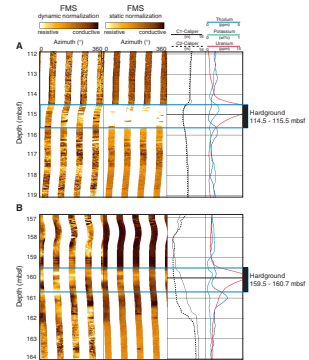 FMS
dynamic normalization
FMS
static normalization
resistive conductive
resistive conductive
Azimuth (°)
Azimuth (°)
0 360
0 360
C1-Caliper
C2-Caliper
Thorium
Potassium
Uranium
A
Depth (mbsf)
112
113
114
115
116
117
118
119
Hardground
114.5 - 115.5 mbsf
B
Depth (mbsf)
157
158
159
160
161
162
163
164
Hardground
159.5 - 160.7 mbsf